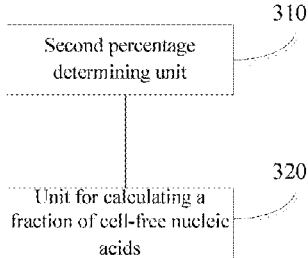 310
Second percentage
determining unit
320
Unit for calculating a
fraction of cell-free nucleic
acids